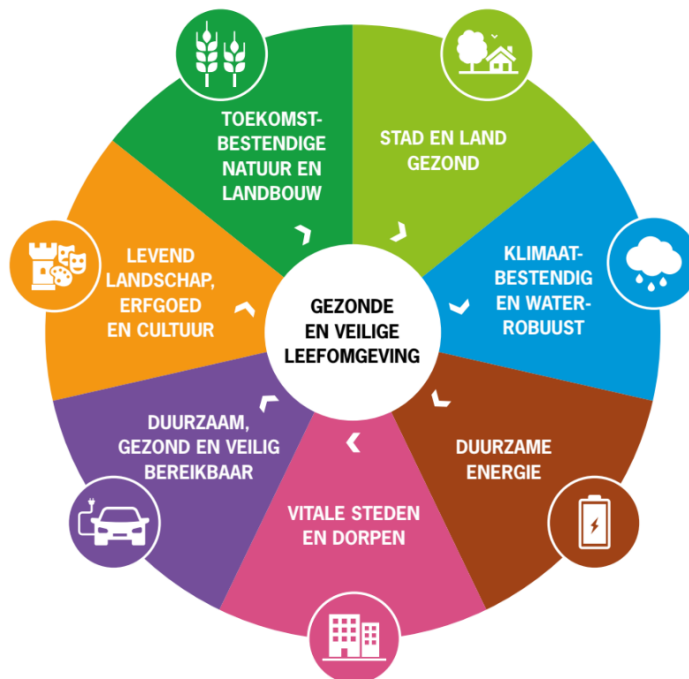 TOEKOMST-
BESTENDIGE
NATUUR EN
LANDBOUW
STAD EN LAND
GEZOND
KLIMAAT-
BESTENDIG
EN WATER-
ROBUUST
DUURZAME
ENERGIE
VITALE STEDEN
EN DORPEN
DUURZAAM,
GEZOND EN VEILIG
BEREIKBAAR
LEVEND
LANDSCHAP,
ERFGOED
EN CULTUUR
GEZONDE
EN VEILIGE
LEEFOMGEVING